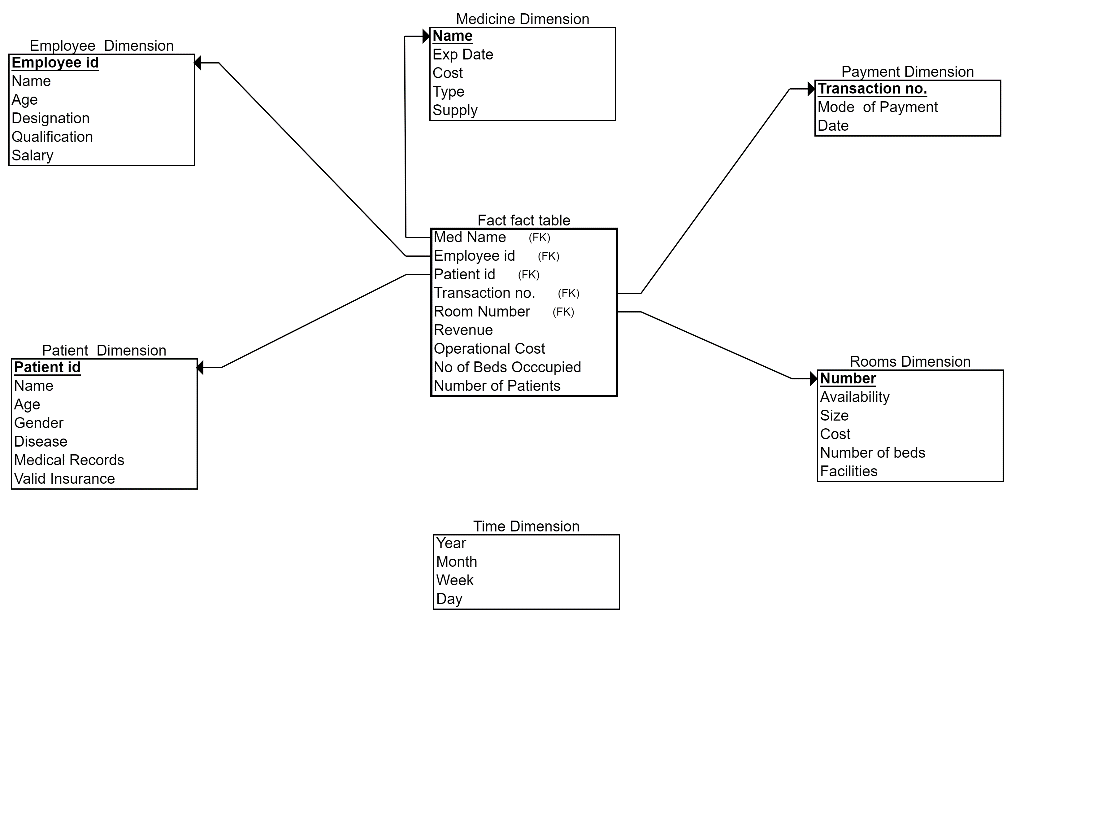 Medicine Dimension
Name
Exp Date
Cost
Type
Supply
Employee  Dimension
Employee id
Name
Age
Designation
Qualification
Salary
Payment Dimension
Transaction no.
Mode  of Payment
Date
Fact fact table
Med Name (FK)
Employee id (FK)
Patient id (FK)
Transaction no. (FK)
Room Number (FK)
Revenue
Operational Cost
No of Beds Occcupied
Number of Patients
Patient  Dimension
Patient id
Name
Age
Gender
Disease
Medical Records
Valid Insurance
Rooms Dimension
Number
Availability
Size
Cost
Number of beds
Facilities
Time Dimension
Year
Month
Week
Day